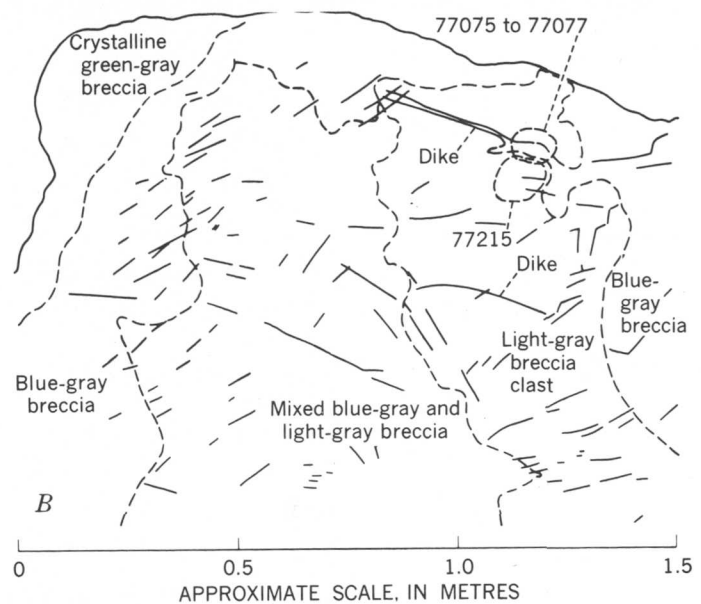 77075 to 77077
Crystalline
green-gray
breccia
Dike
77215
Dike
Blue-
gray
breccia
Light-gray
breccia
clast
Blue-gray
breccia
Mixed blue-gray and
light-gray breccia
B
0 0.5 1.0 1.5
APPROXIMATE SCALE, IN METRES